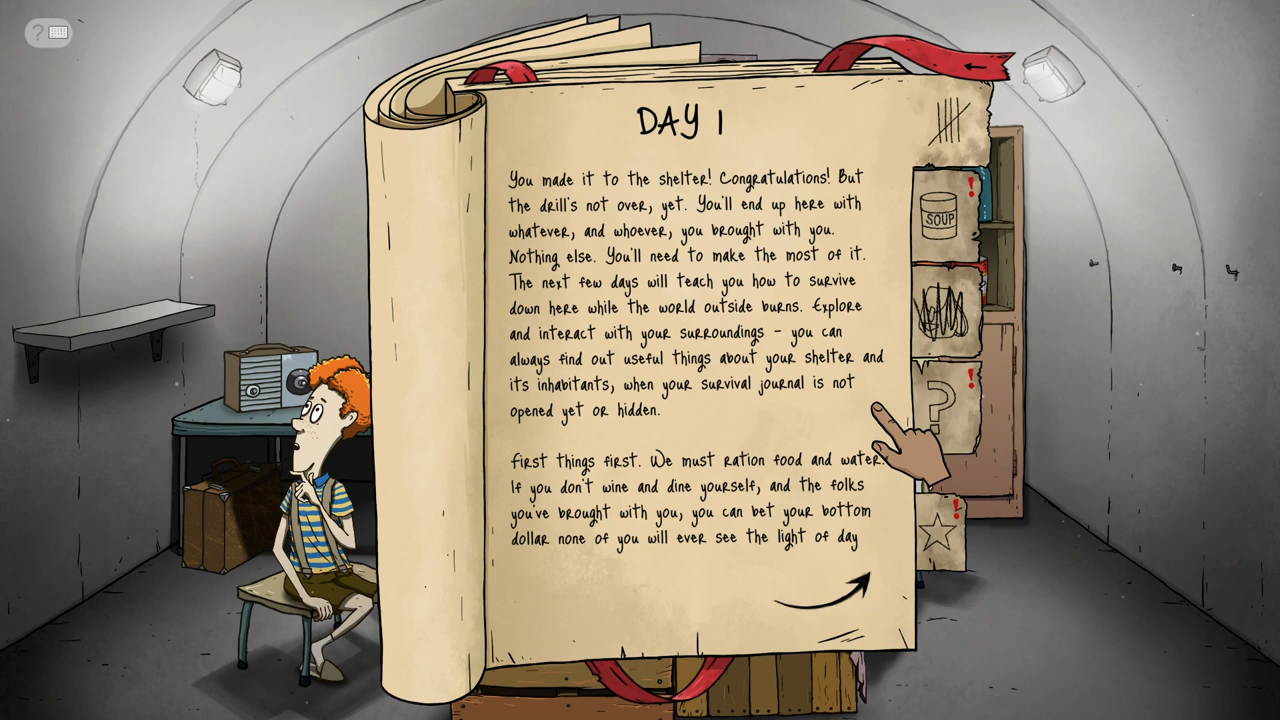 DAY 1
You made it to the shelter! Congratulations! But
the drill's not over, yet. You'll end up here with
whatever, and whoever, you brought with you.
Nothing else. You'll need to make the most of it.
The next few days will teach you how to survive
down here while the world outside burns. Explore
and interact with your surroundings - you can
always find out useful things about your shelter and
its inhabitants, when your survival journal is not
opened yet or hidden.
First things first. We must ration food and water.
If you don't wine and dine yourself, and the folks
you've brought with you, you can bet your bottom
dollar none of you will ever see the light of day
!
SOUP
!
?
!
?